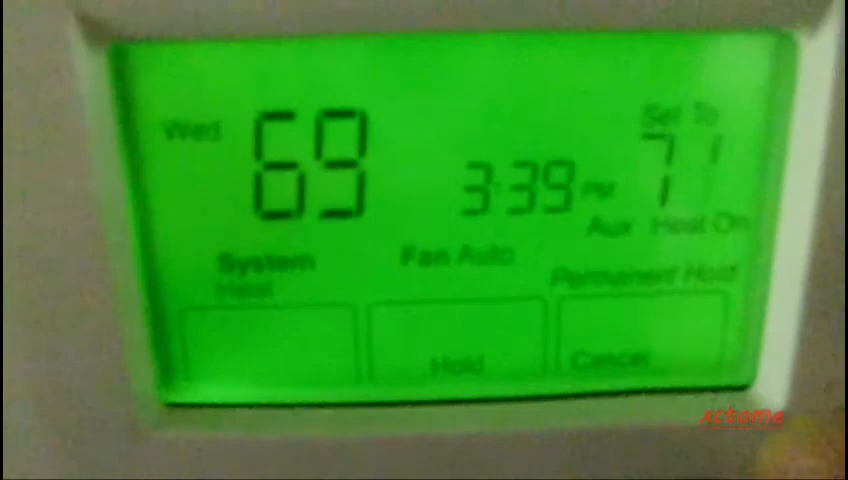 Wed 69 3:39 PM Set To 71
Aux Heat On
System Fan Auto Permanent Hold
Heat
Hold Cancel
xctome